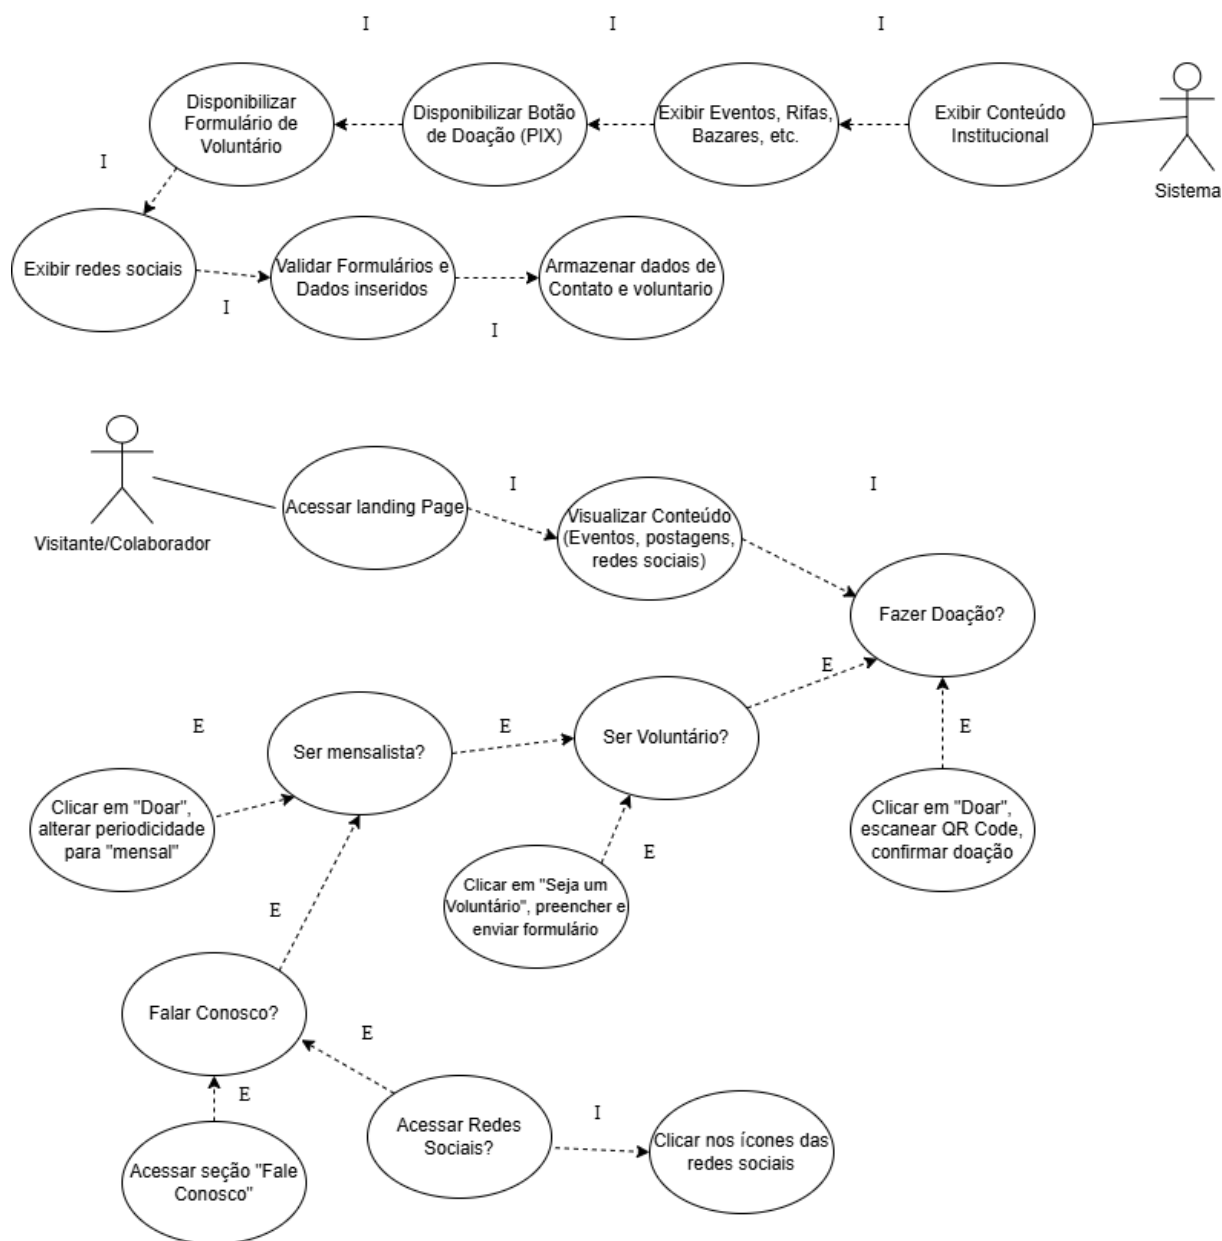 I
I
I
Disponibilizar
Formulário de
Voluntário
Disponibilizar Botão
de Doação (PIX)
Exibir Eventos, Rifas,
Bazares, etc.
Exibir Conteúdo
Institucional
Sistema
I
Exibir redes sociais
Validar Formulários e
Dados inseridos
Armazenar dados de
Contato e voluntario
I
I
Visitante/Colaborador
Acessar landing Page
I
Visualizar Conteúdo
(Eventos, postagens,
redes sociais)
I
Fazer Doação?
E
E
Ser mensalista?
E
Ser Voluntário?
E
Clicar em "Doar",
alterar periodicidade
para "mensal"
Clicar em "Seja um
Voluntário", preencher e
enviar formulário
E
Clicar em "Doar",
escanear QR Code,
confirmar doação
E
Falar Conosco?
E
E
Acessar seção "Fale
Conosco"
Acessar Redes
Sociais?
I
Clicar nos ícones das
redes sociais